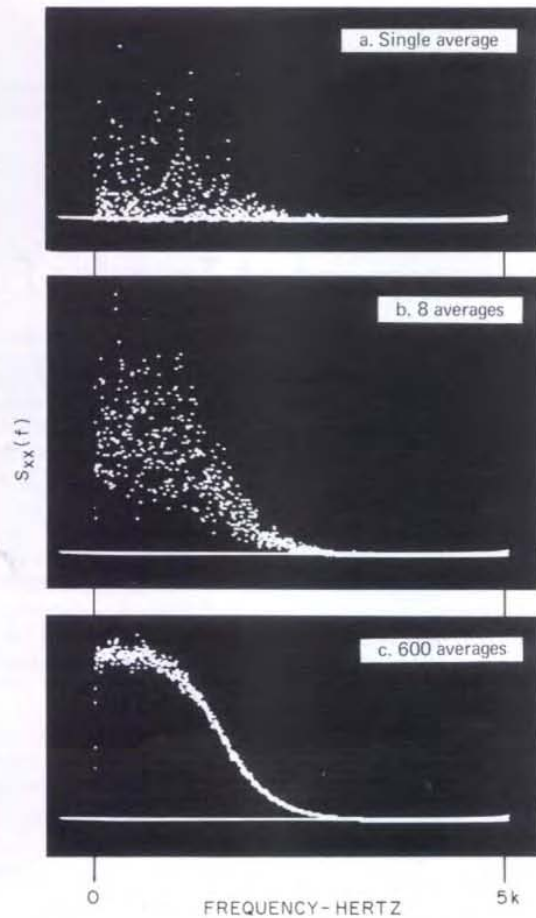 a. Single average
b. 8 averages
Sxx(f)
c. 600 averages
0 5k
FREQUENCY-HERTZ